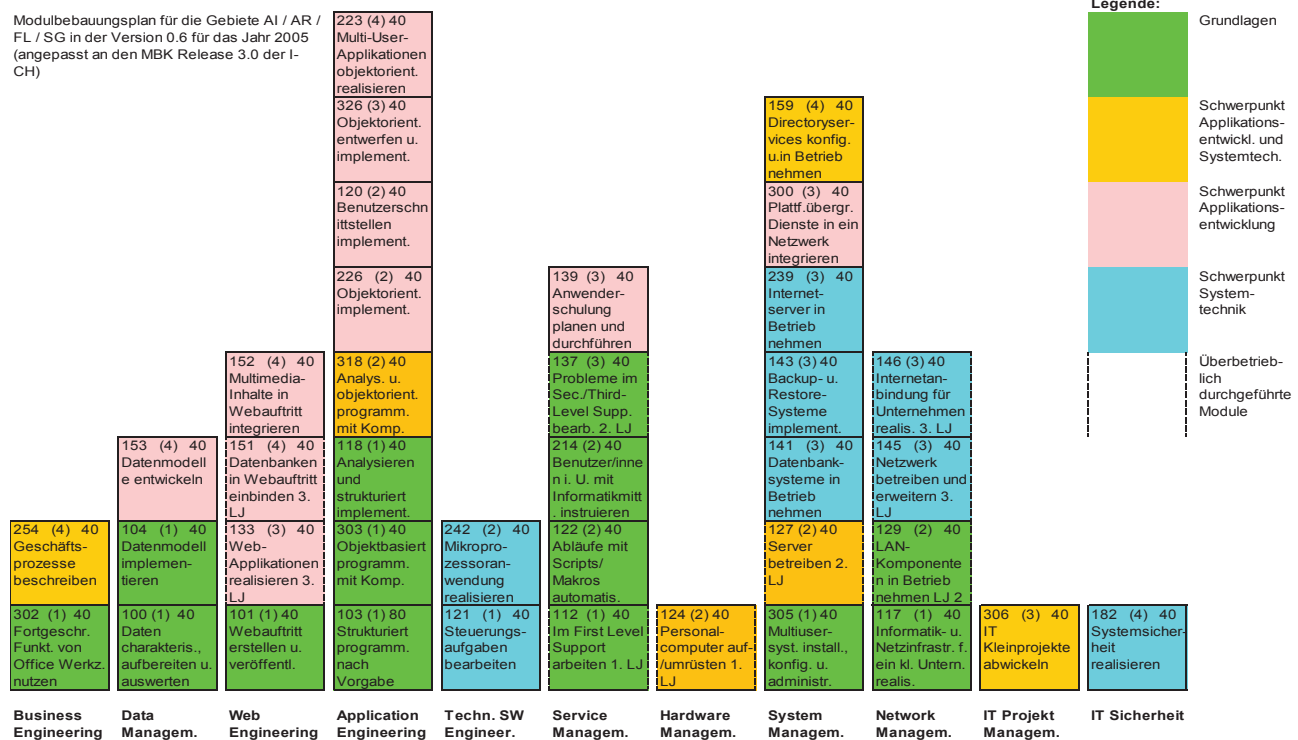 Modulbebauungsplan für die Gebiete AI / AR /
FL / SG in der Version 0.6 für das Jahr 2005
(angepasst an den MBK Release 3.0 der I-
CH)
223 (4) 40
Multi-User-
Applikationen
objektorient.
realisieren
326 (3) 40
Objektorient.
entwerfen u.
implement.
120 (2) 40
Benutzerschn
ittstellen
implement.
226 (2) 40
Objektorient.
implement.
318 (2) 40
Analys. u.
objektorient.
programm.
mit Komp.
118 (1) 40
Analysieren
und
strukturiert
implement.
303 (1) 40
Objektbasiert
programm.
mit Komp.
103 (1) 80
Strukturiert
programm.
nach
Vorgabe
Legende:
Grundlagen
Schwerpunkt
Applikations-
entwickl. und
Systemtech.
Schwerpunkt
Applikations-
entwicklung
Schwerpunkt
System-
technik
Überbetrieb-
lich
durchgeführte
Module
254 (4) 40
Geschäfts-
prozesse
beschreiben
302 (1) 40
Fortgeschr.
Funkt. von
Office Werkz.
nutzen
153 (4) 40
Datenmodell
e entwickeln
104 (1) 40
Datenmodell
implemen-
tieren
100 (1) 40
Daten
charakteris.,
aufbereiten u.
auswerten
152 (4) 40
Multimedia-
Inhalte in
Webauftritt
integrieren
151 (4) 40
Datenbanken
in Webauftritt
einbinden 3.
LJ
133 (3) 40
Web-
Applikationen
realisieren 3.
LJ
101 (1) 40
Webauftritt
erstellen u.
veröffentl.
242 (2) 40
Mikropro-
zessoran-
wendung
realisieren
121 (1) 40
Steuerungs-
aufgaben
bearbeiten
139 (3) 40
Anwender-
schulung
planen und
durchführen
137 (3) 40
Probleme im
Sec./Third-
Level Supp.
bearb. 2. LJ
214 (2) 40
Benutzer/inne
n i. U. mit
Informatikmitt
. instruieren
122 (2) 40
Abläufe mit
Scripts/
Makros
automatis.
112 (1) 40
Im First Level
Support
arbeiten 1. LJ
124 (2) 40
Personal-
computer auf-
/umrüsten 1.
LJ
159 (4) 40
Directoryser-
vices konfig.
u.in Betrieb
nehmen
300 (3) 40
Plattf.übergr.
Dienste in ein
Netzwerk
integrieren
239 (3) 40
Internet-
server in
Betrieb
nehmen
143 (3) 40
Backup- u.
Restore-
Systeme
implement.
141 (3) 40
Datenbank-
systeme in
Betrieb
nehmen
127 (2) 40
Server
betreiben 2.
LJ
305 (1) 40
Multiuser-
syst. install.,
konfig. u.
administr.
146 (3) 40
Internetan-
bindung für
Unternehmen
realis. 3. LJ
145 (3) 40
Netzwerk
betreiben und
erweitern 3.
LJ
129 (2) 40
LAN-
Komponente
n in Betrieb
nehmen LJ 2
117 (1) 40
Informatik- u.
Netzinfrastr. f.
ein kl. Untern.
realis.
306 (3) 40
IT
Kleinprojekte
abwickeln
182 (4) 40
Systemsicher-
heit
realisieren
Business
Engineering
Data
Managem.
Web
Engineering
Application
Engineering
Techn. SW
Engineer.
Service
Managem.
Hardware
Managem.
System
Managem.
Network
Managem.
IT Projekt
Managem.
IT Sicherheit